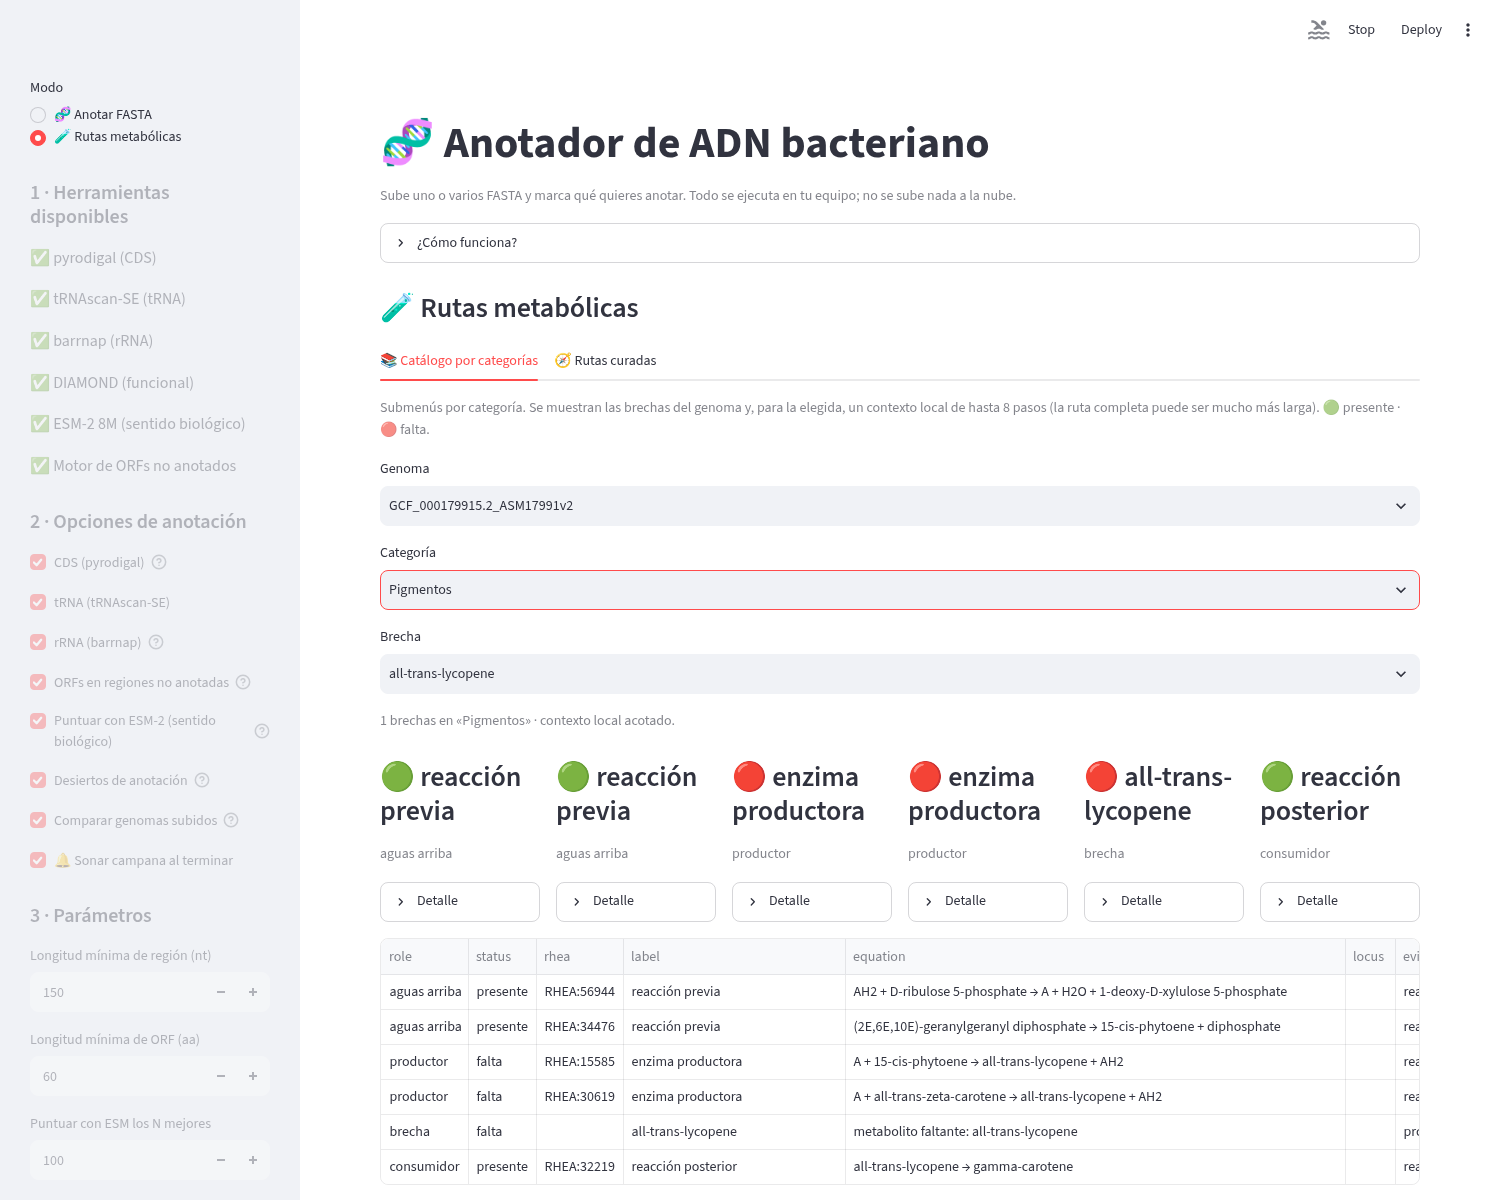 Stop
Deploy
Modo
Anotar FASTA
Rutas metabólicas
1 · Herramientas
disponibles
pyrodigal (CDS)
tRNAscan-SE (tRNA)
barrnap (rRNA)
DIAMOND (funcional)
ESM-2 8M (sentido biológico)
Motor de ORFs no anotados
2 · Opciones de anotación
CDS (pyrodigal)
tRNA (tRNAscan-SE)
rRNA (barrnap)
ORFs en regiones no anotadas
Puntuar con ESM-2 (sentido
biológico)
Desiertos de anotación
Comparar genomas subidos
Sonar campana al terminar
3 · Parámetros
Longitud mínima de región (nt)
150
Longitud mínima de ORF (aa)
60
Puntuar con ESM los N mejores
100
Anotador de ADN bacteriano
Sube uno o varios FASTA y marca qué quieres anotar. Todo se ejecuta en tu equipo; no se sube nada a la nube.
¿Cómo funciona?
Rutas metabólicas
Catálogo por categorías
Rutas curadas
Submenús por categoría. Se muestran las brechas del genoma y, para la elegida, un contexto local de hasta 8 pasos (la ruta completa puede ser mucho más larga). 🟢 presente ·
🔴 falta.
Genoma
GCF_000179915.2_ASM17991v2
Categoría
Pigmentos
Brecha
all-trans-lycopene
1 brechas en «Pigmentos» · contexto local acotado.
reacción previa
aguas arriba
Detalle
reacción previa
aguas arriba
Detalle
enzima productora
productor
Detalle
enzima productora
productor
Detalle
all-trans-lycopene
brecha
Detalle
reacción posterior
consumidor
Detalle
role status rhea label equation locus evi
aguas arriba presente RHEA:56944 reacción previa AH2 + D-ribulose 5-phosphate → A + H2O + 1-deoxy-D-xylulose 5-phosphate rea
aguas arriba presente RHEA:34476 reacción previa (2E,6E,10E)-geranylgeranyl diphosphate → 15-cis-phytoene + diphosphate rea
productor falta RHEA:15585 enzima productora A + 15-cis-phytoene → all-trans-lycopene + AH2 rea
productor falta RHEA:30619 enzima productora A + all-trans-zeta-carotene → all-trans-lycopene + AH2 rea
brecha falta all-trans-lycopene metabolito faltante: all-trans-lycopene pro
consumidor presente RHEA:32219 reacción posterior all-trans-lycopene → gamma-carotene rea